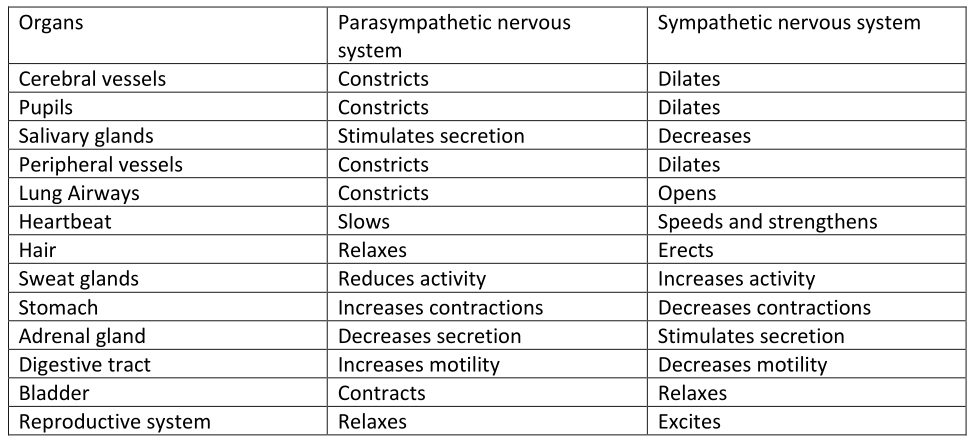 Organs Parasympathetic nervous system Sympathetic nervous system
Cerebral vessels Constricts Dilates
Pupils Constricts Dilates
Salivary glands Stimulates secretion Decreases
Peripheral vessels Constricts Dilates
Lung Airways Constricts Opens
Heartbeat Slows Speeds and strengthens
Hair Relaxes Erects
Sweat glands Reduces activity Increases activity
Stomach Increases contractions Decreases contractions
Adrenal gland Decreases secretion Stimulates secretion
Digestive tract Increases motility Decreases motility
Bladder Contracts Relaxes
Reproductive system Relaxes Excites